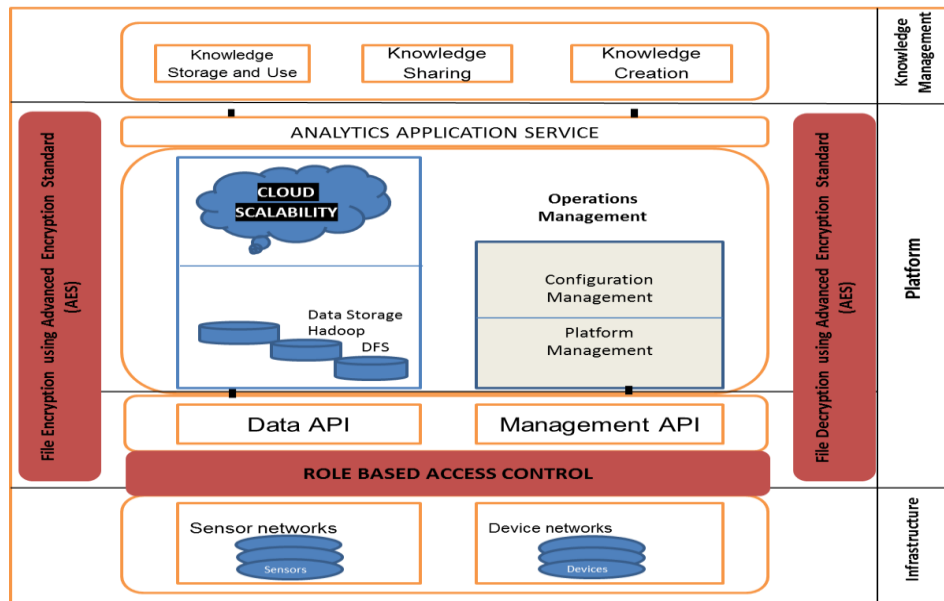 Knowledge
Storage and Use
Knowledge
Sharing
Knowledge
Creation
Knowledge
Management
ANALYTICS APPLICATION SERVICE
File Encryption using Advanced Encryption Standard
(AES)
CLOUD
SCALABILITY
Data Storage
Hadoop
DFS
Operations
Management
Configuration
Management
Platform
Management
File Decryption using Advanced Encryption Standard
(AES)
Platform
Data API
Management API
ROLE BASED ACCESS CONTROL
Sensor networks
Sensors
Device networks
Devices
Infrastructure